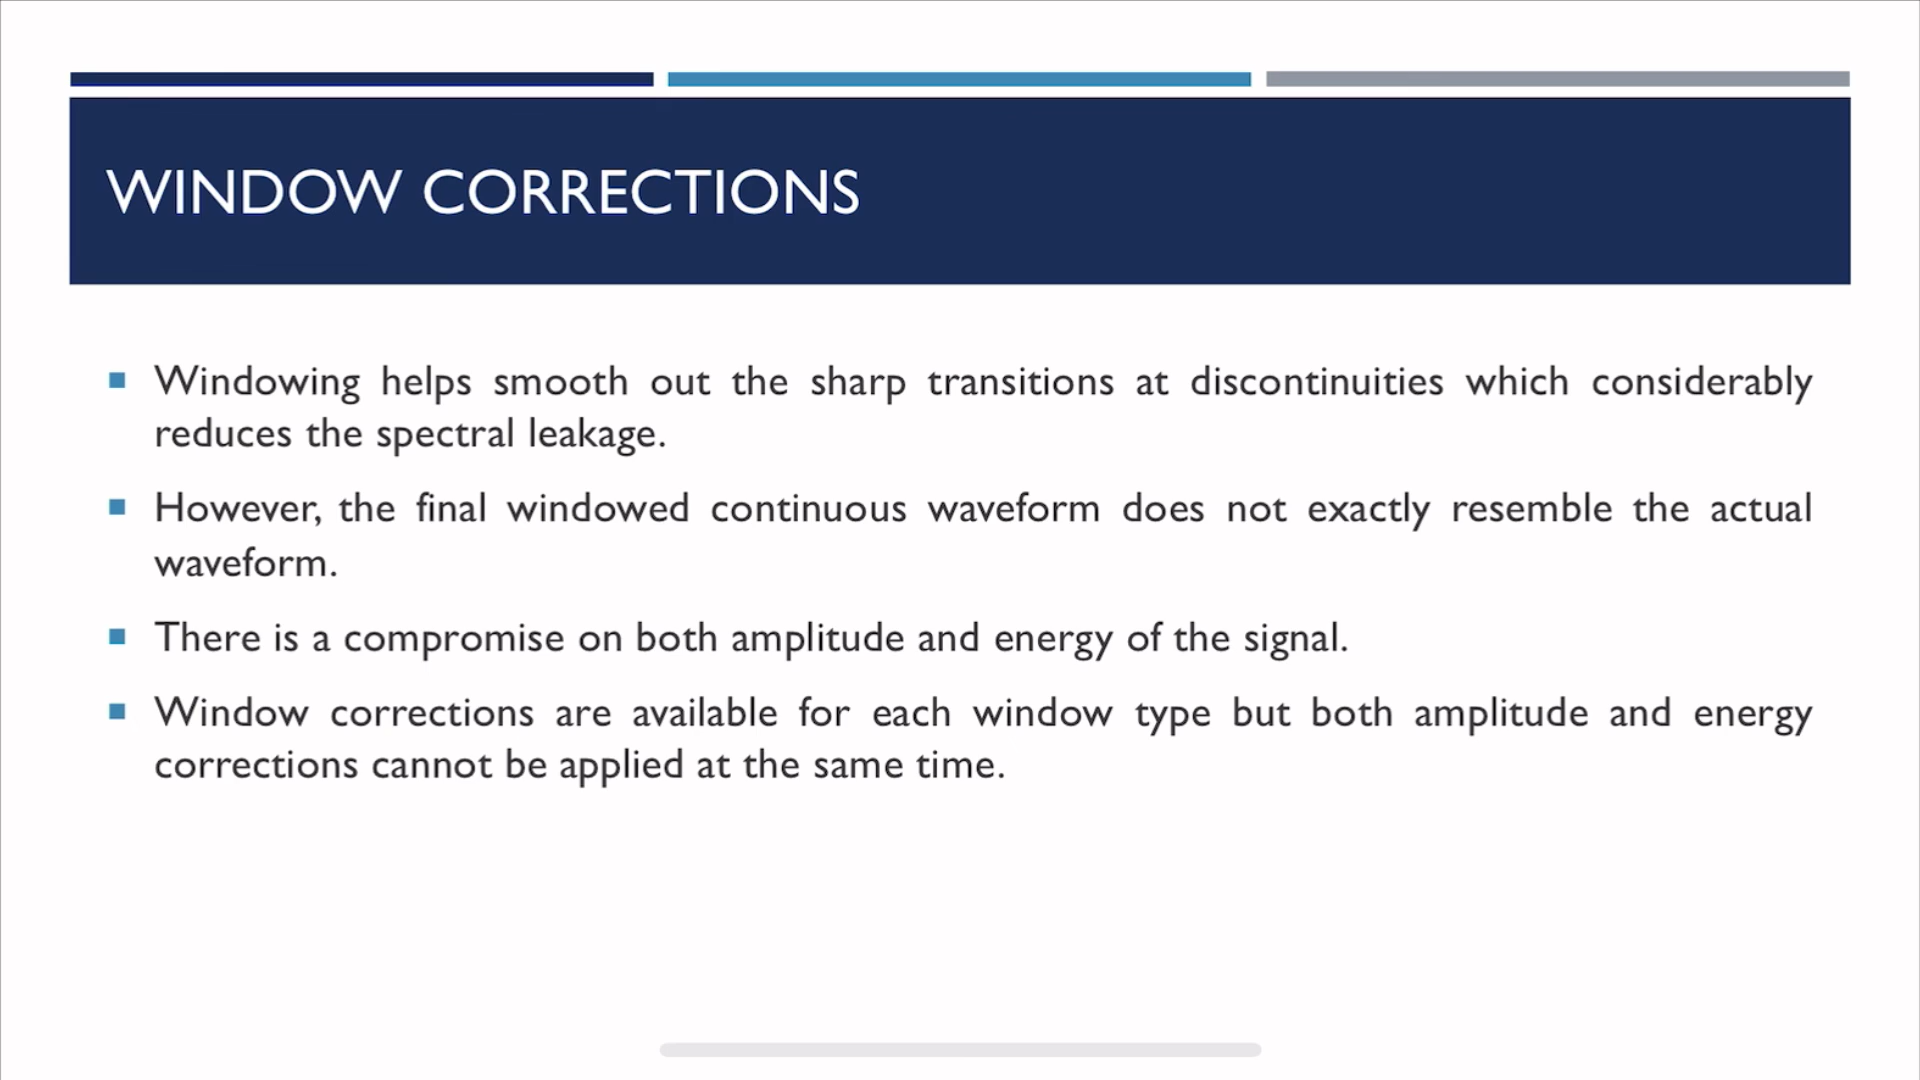 WINDOW CORRECTIONS
Windowing helps smooth out the sharp transitions at discontinuities which considerably
reduces the spectral leakage.
However, the final windowed continuous waveform does not exactly resemble the actual
waveform.
There is a compromise on both amplitude and energy of the signal.
Window corrections are available for each window type but both amplitude and energy
corrections cannot be applied at the same time.